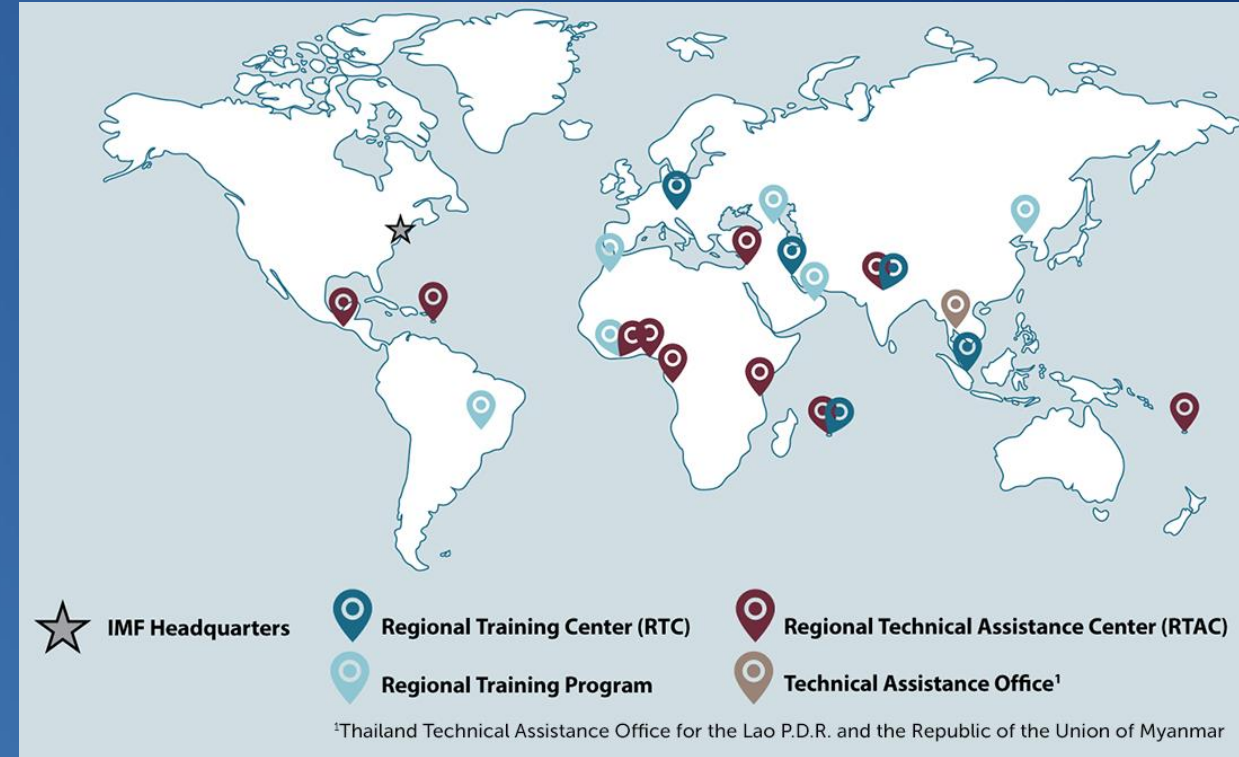 IMF Headquarters
Regional Training Center (RTC)
Regional Technical Assistance Center (RTAC)
Regional Training Program
Technical Assistance Office¹
¹Thailand Technical Assistance Office for the Lao P.D.R. and the Republic of the Union of Myanmar